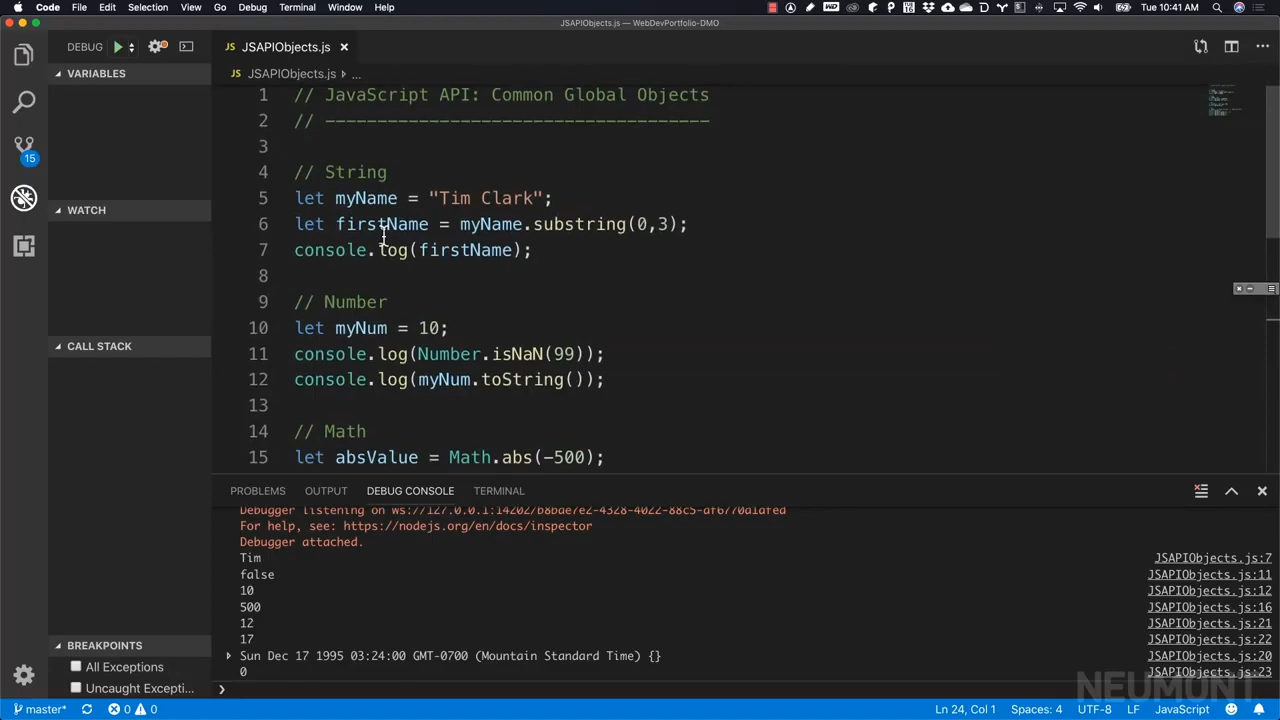 Code File Edit Selection View Go Debug Terminal Window Help Tue 10:41 AM
JSAPIObjects.js — WebDevPortfolio-DMO
DEBUG
JSAPIObjects.js
JSAPIObjects.js ...
VARIABLES
WATCH
CALL STACK
BREAKPOINTS
All Exceptions
Uncaught Excepti...
15
1 // JavaScript API: Common Global Objects
2 // -------------------------------------
3
4 // String
5 let myName = "Tim Clark";
6 let firstName = myName.substring(0,3);
7 console.log(firstName);
8
9 // Number
10 let myNum = 10;
11 console.log(Number.isNaN(99));
12 console.log(myNum.toString());
13
14 // Math
15 let absValue = Math.abs(-500);
PROBLEMS OUTPUT DEBUG CONSOLE TERMINAL
Debugger listening on
For help, see: https://nodejs.org/en/docs/inspector
Debugger attached.
Tim JSAPIObjects.js:7
false JSAPIObjects.js:11
10 JSAPIObjects.js:12
500 JSAPIObjects.js:16
12 JSAPIObjects.js:21
17 JSAPIObjects.js:22
Sun Dec 17 1995 03:24:00 GMT-0700 (Mountain Standard Time) {} JSAPIObjects.js:20
0 JSAPIObjects.js:23
NEUMONT
master* 0 0 Ln 24, Col 1 Spaces: 4 UTF-8 LF JavaScript